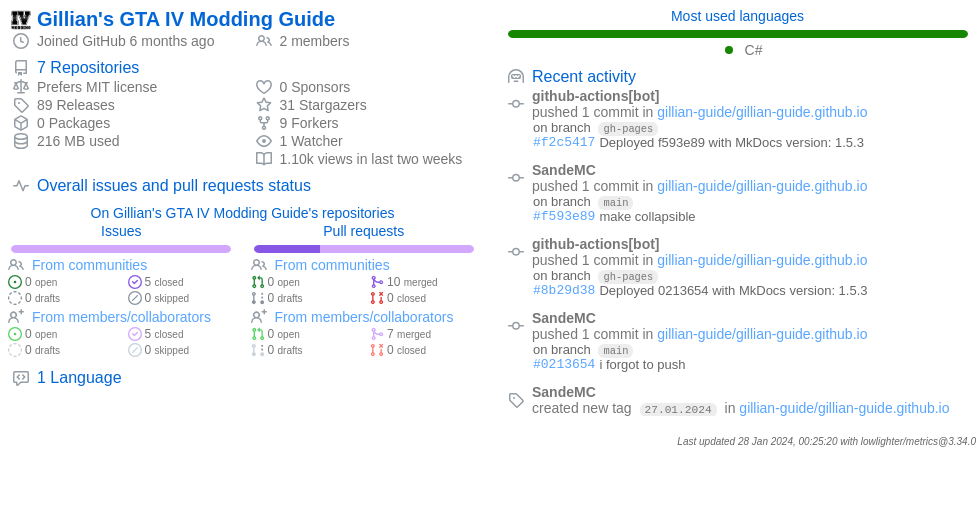 Gillian's GTA IV Modding Guide
Joined GitHub 6 months ago
2 members
7 Repositories
Prefers MIT license
89 Releases
0 Packages
216 MB used
0 Sponsors
31 Stargazers
9 Forkers
1 Watcher
1.10k views in last two weeks
Overall issues and pull requests status
On Gillian's GTA IV Modding Guide's repositories
Issues
From communities
0 open
5 closed
0 drafts
0 skipped
From members/collaborators
0 open
5 closed
0 drafts
0 skipped
Pull requests
From communities
0 open
10 merged
0 drafts
0 closed
From members/collaborators
0 open
7 merged
0 drafts
0 closed
1 Language
Most used languages
C#
Recent activity
github-actions[bot]
pushed 1 commit in gillian-guide/gillian-guide.github.io
on branch gh-pages
#f2c5417 Deployed f593e89 with MkDocs version: 1.5.3
SandeMC
pushed 1 commit in gillian-guide/gillian-guide.github.io
on branch main
#f593e89 make collapsible
github-actions[bot]
pushed 1 commit in gillian-guide/gillian-guide.github.io
on branch gh-pages
#8b29d38 Deployed 0213654 with MkDocs version: 1.5.3
SandeMC
pushed 1 commit in gillian-guide/gillian-guide.github.io
on branch main
#0213654 i forgot to push
SandeMC
created new tag 27.01.2024 in gillian-guide/gillian-guide.github.io
Last updated 28 Jan 2024, 00:25:20 with lowlighter/metrics@3.34.0